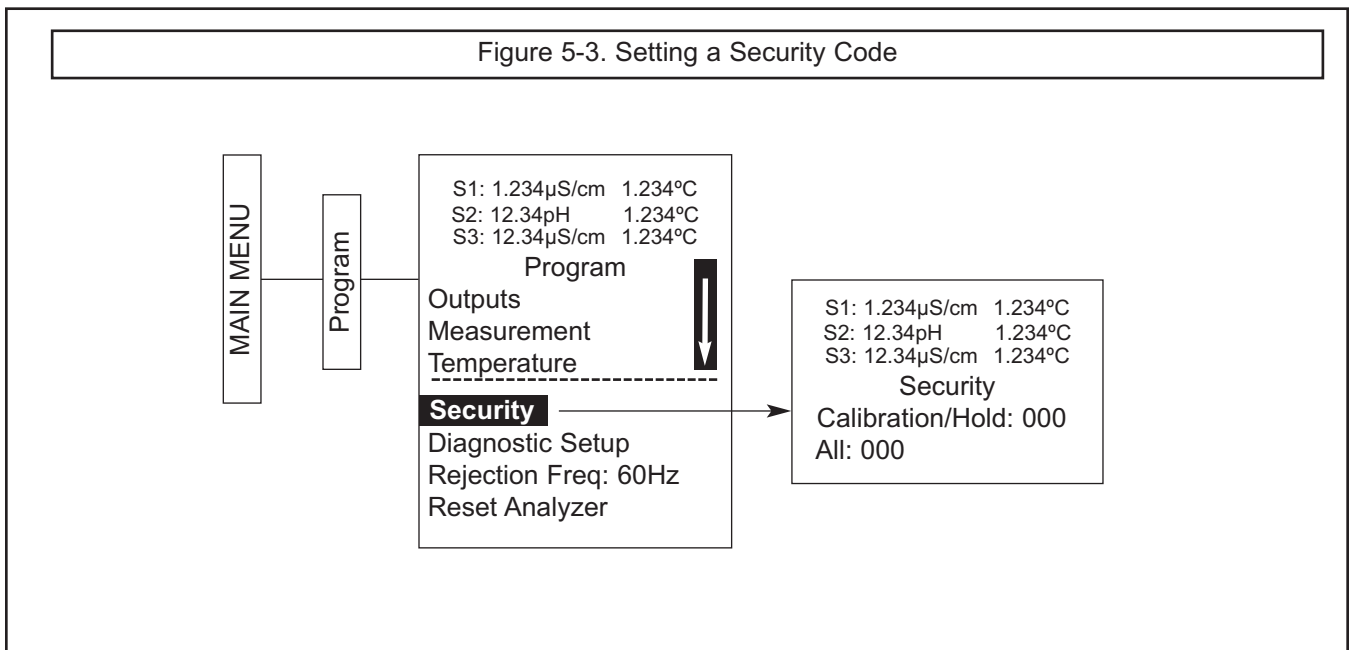 Figure 5-3. Setting a Security Code
MAIN MENU
Program
S1: 1.234µS/cm 1.234ºC
S2: 12.34pH 1.234ºC
S3: 12.34µS/cm 1.234ºC
Program
Outputs
Measurement
Temperature
Security
Diagnostic Setup
Rejection Freq: 60Hz
Reset Analyzer
S1: 1.234µS/cm 1.234ºC
S2: 12.34pH 1.234ºC
S3: 12.34µS/cm 1.234ºC
Security
Calibration/Hold: 000
All: 000